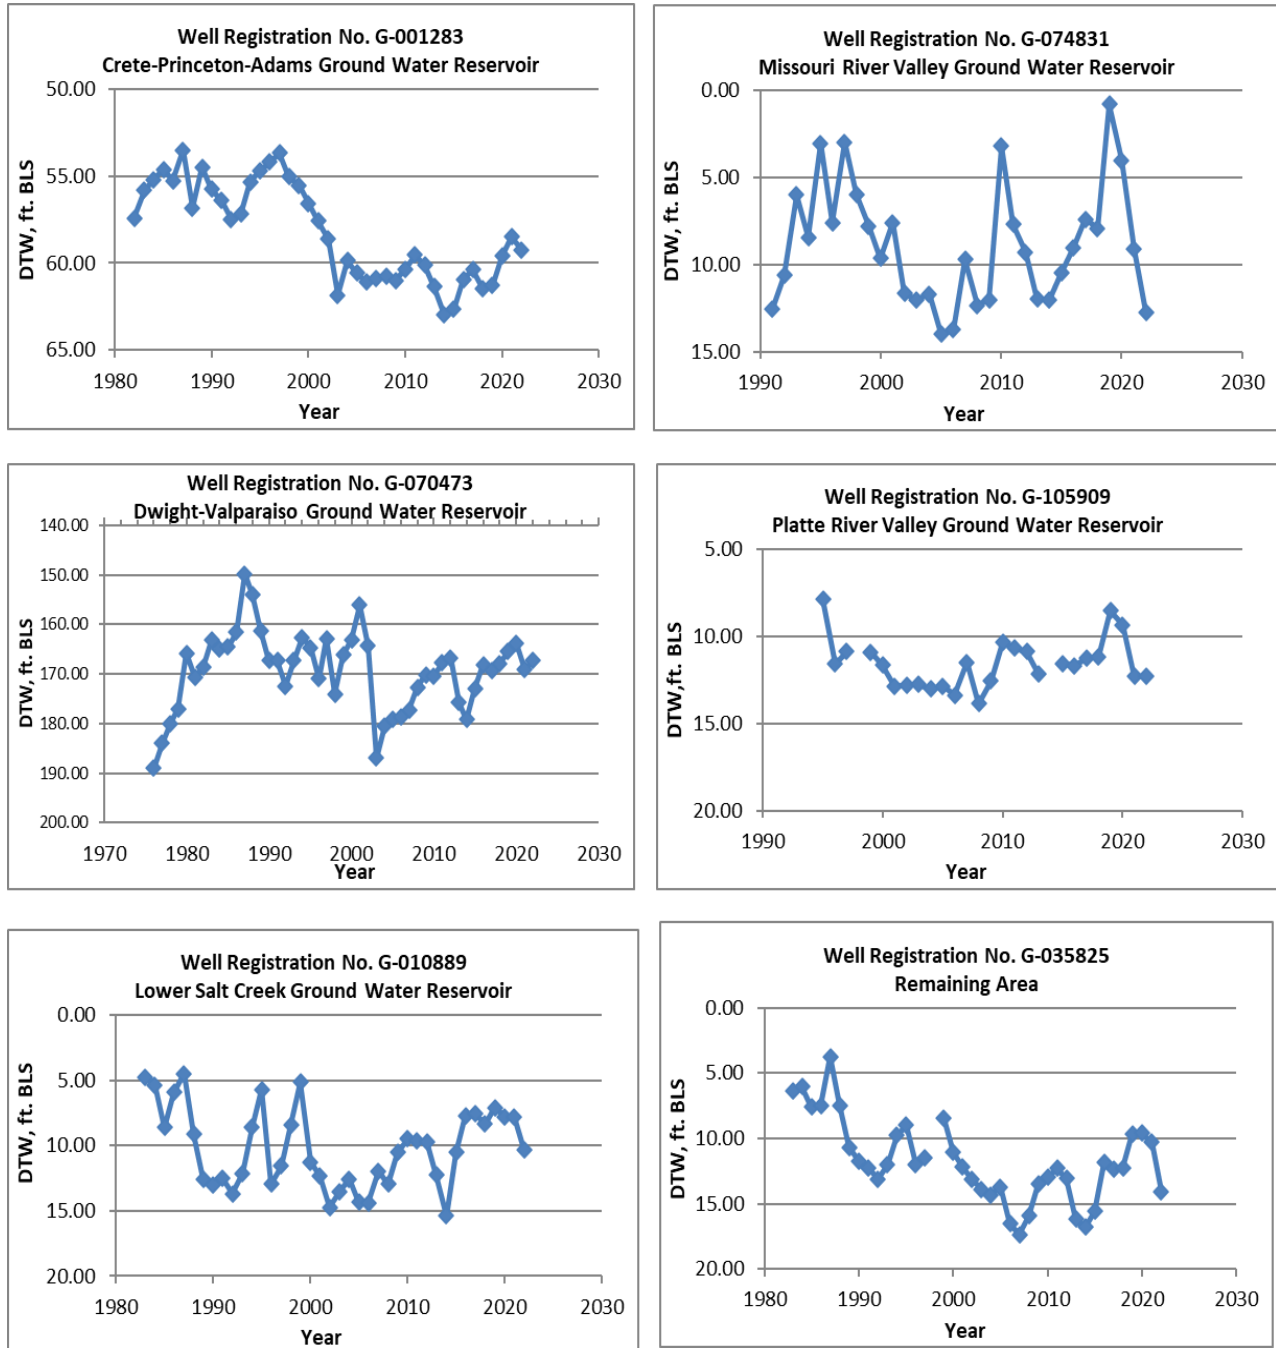 Well Registration No. G-001283
Crete-Princeton-Adams Ground Water Reservoir
50.00
55.00
60.00
65.00
DTW, ft. BLS
1980 1990 2000 2010 2020 2030
Year
Well Registration No. G-074831
Missouri River Valley Ground Water Reservoir
0.00
5.00
10.00
15.00
DTW, ft. BLS
1990 2000 2010 2020 2030
Year
Well Registration No. G-070473
Dwight-Valparaiso Ground Water Reservoir
140.00
150.00
160.00
170.00
180.00
190.00
200.00
DTW, ft. BLS
1970 1980 1990 2000 2010 2020 2030
Year
Well Registration No. G-105909
Platte River Valley Ground Water Reservoir
5.00
10.00
15.00
20.00
DTW,ft. BLS
1990 2000 2010 2020 2030
Year
Well Registration No. G-010889
Lower Salt Creek Ground Water Reservoir
0.00
5.00
10.00
15.00
20.00
DTW, ft. BLS
1980 1990 2000 2010 2020 2030
Year
Well Registration No. G-035825
Remaining Area
0.00
5.00
10.00
15.00
20.00
DTW, ft. BLS
1980 1990 2000 2010 2020 2030
Year